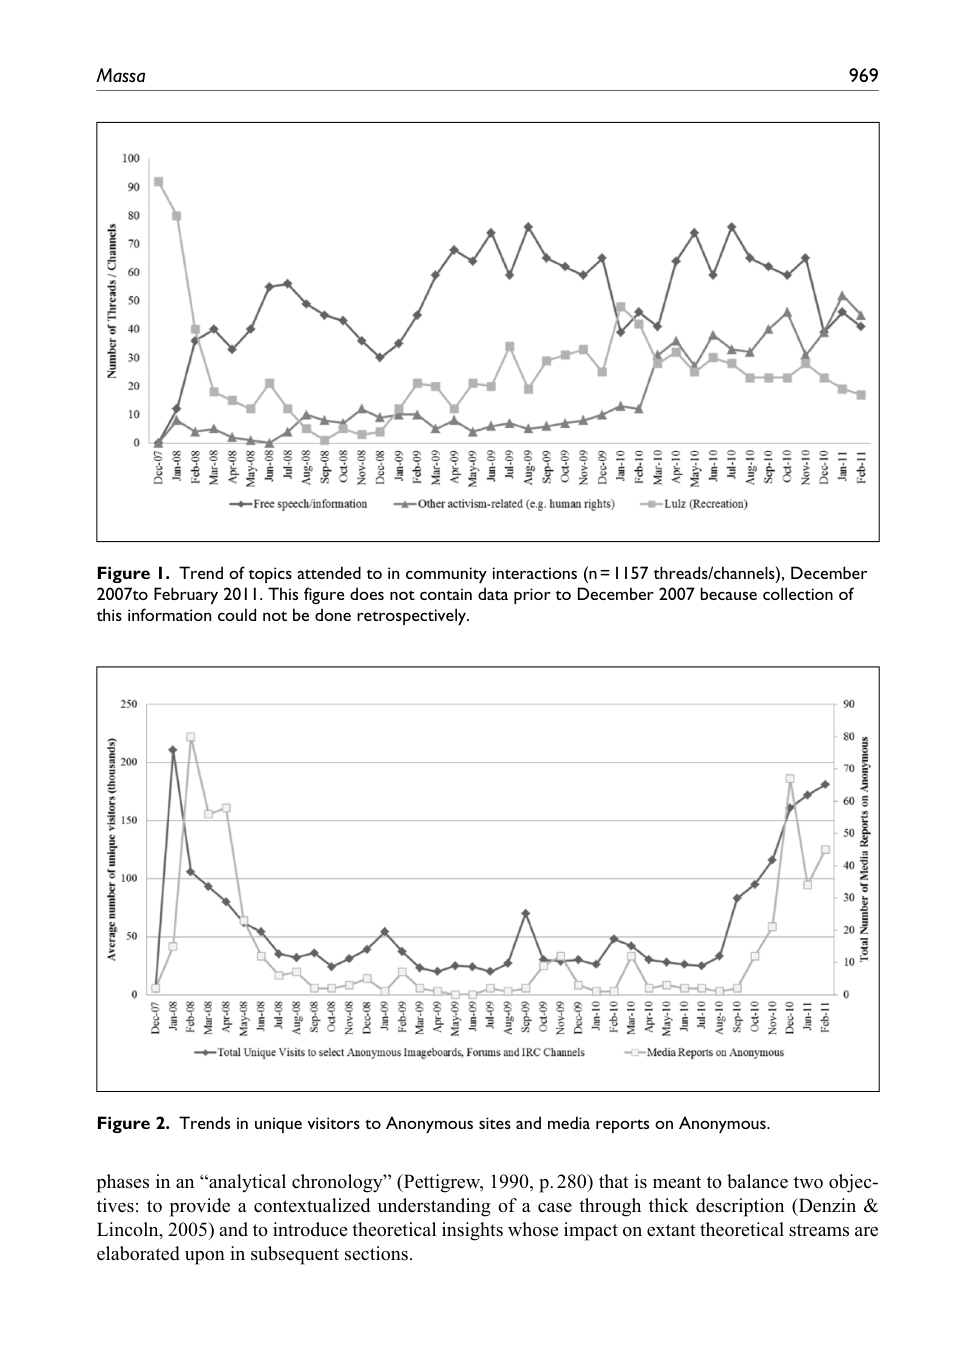 Massa 969
100
90
80
70
60
50
40
30
20
10
0
Number of Threads / Channels
Dec-07 Jan-08 Feb-08 Mar-08 Apr-08 May-08 Jun-08 Jul-08 Aug-08 Sep-08 Oct-08 Nov-08 Dec-08 Jan-09 Feb-09 Mar-09 Apr-09 May-09 Jun-09 Jul-09 Aug-09 Sep-09 Oct-09 Nov-09 Dec-09 Jan-10 Feb-10 Mar-10 Apr-10 May-10 Jun-10 Jul-10 Aug-10 Sep-10 Oct-10 Nov-10 Dec-10 Jan-11 Feb-11
Free speech/information Other activism-related (e.g. human rights) Lulz (Recreation)
Figure 1. Trend of topics attended to in community interactions (n = 1157 threads/channels), December
2007to February 2011. This figure does not contain data prior to December 2007 because collection of
this information could not be done retrospectively.
250
200
150
100
50
0
Average number of unique visitors (thousands)
90
80
70
60
50
40
30
20
10
0
Total Number of Media Reports on Anonymous
Dec-07 Jan-08 Feb-08 Mar-08 Apr-08 May-08 Jun-08 Jul-08 Aug-08 Sep-08 Oct-08 Nov-08 Dec-08 Jan-09 Feb-09 Mar-09 Apr-09 May-09 Jun-09 Jul-09 Aug-09 Sep-09 Oct-09 Nov-09 Dec-09 Jan-10 Feb-10 Mar-10 Apr-10 May-10 Jun-10 Jul-10 Aug-10 Sep-10 Oct-10 Nov-10 Dec-10 Jan-11 Feb-11
Total Unique Visits to select Anonymous Imageboards, Forums and IRC Channels Media Reports on Anonymous
Figure 2. Trends in unique visitors to Anonymous sites and media reports on Anonymous.
phases in an “analytical chronology” (Pettigrew, 1990, p. 280) that is meant to balance two objec-
tives: to provide a contextualized understanding of a case through thick description (Denzin &
Lincoln, 2005) and to introduce theoretical insights whose impact on extant theoretical streams are
elaborated upon in subsequent sections.